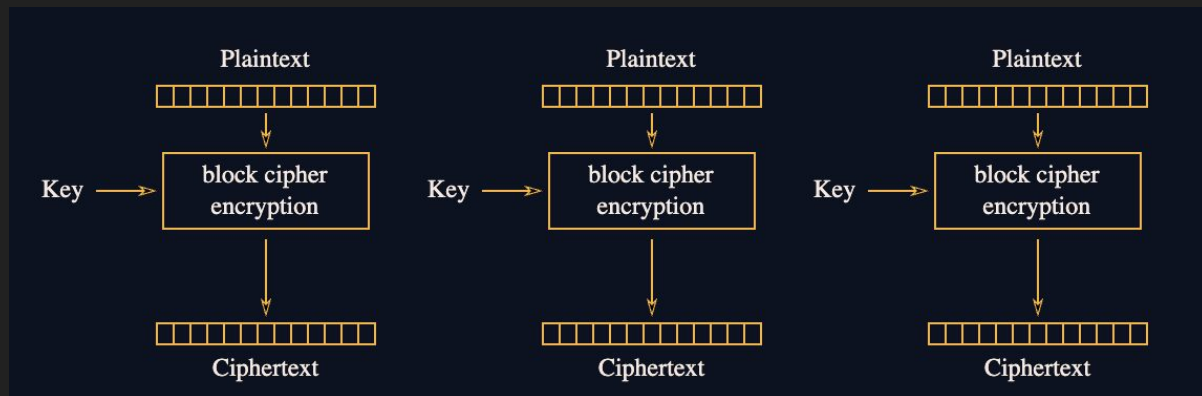 Plaintext
Plaintext
Plaintext
Key
block cipher
encryption
Key
block cipher
encryption
Key
block cipher
encryption
Ciphertext
Ciphertext
Ciphertext